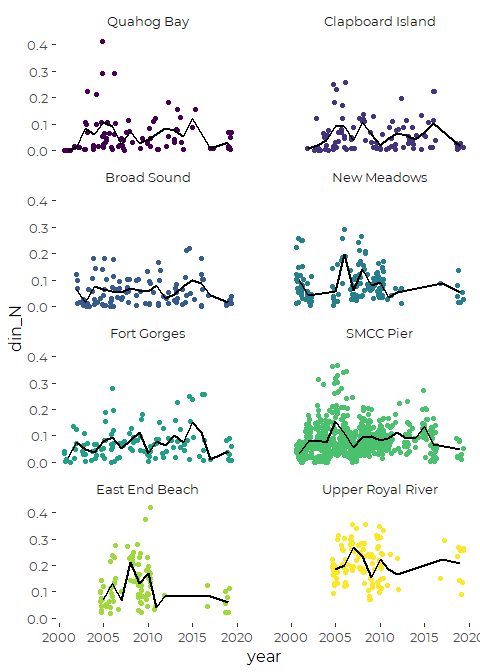 Quahog Bay Clapboard Island
0.4
0.3
0.2
0.1
0.0
Broad Sound New Meadows
0.4
0.3
0.2
0.1
0.0
din_N
Fort Gorges SMCC Pier
0.4
0.3
0.2
0.1
0.0
East End Beach Upper Royal River
0.4
0.3
0.2
0.1
0.0
2000 2005 2010 2015 2020 2000 2005 2010 2015 2020
year